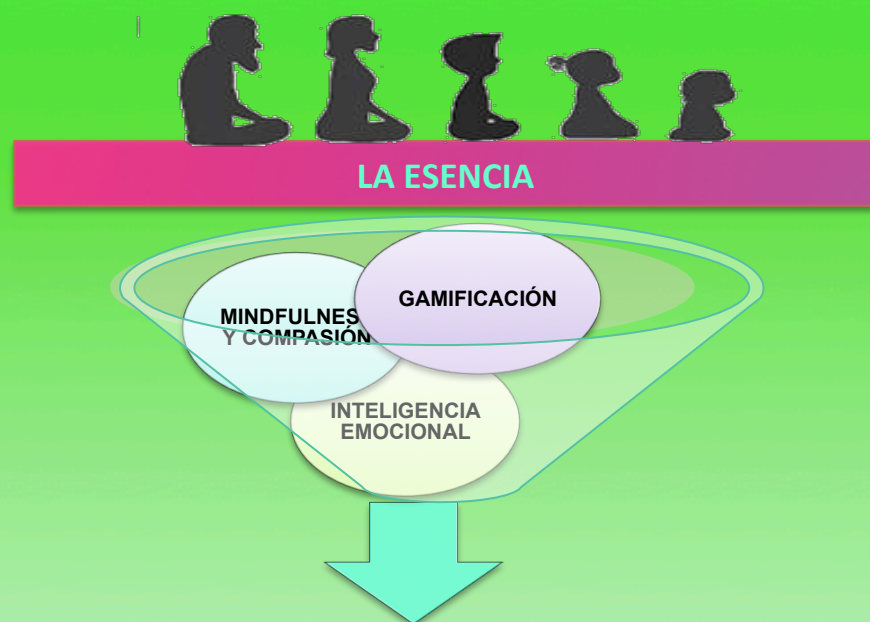 LA ESENCIA
GAMIFICACIÓN
MINDFULNES
Y COMPASIÓN
INTELIGENCIA
EMOCIONAL